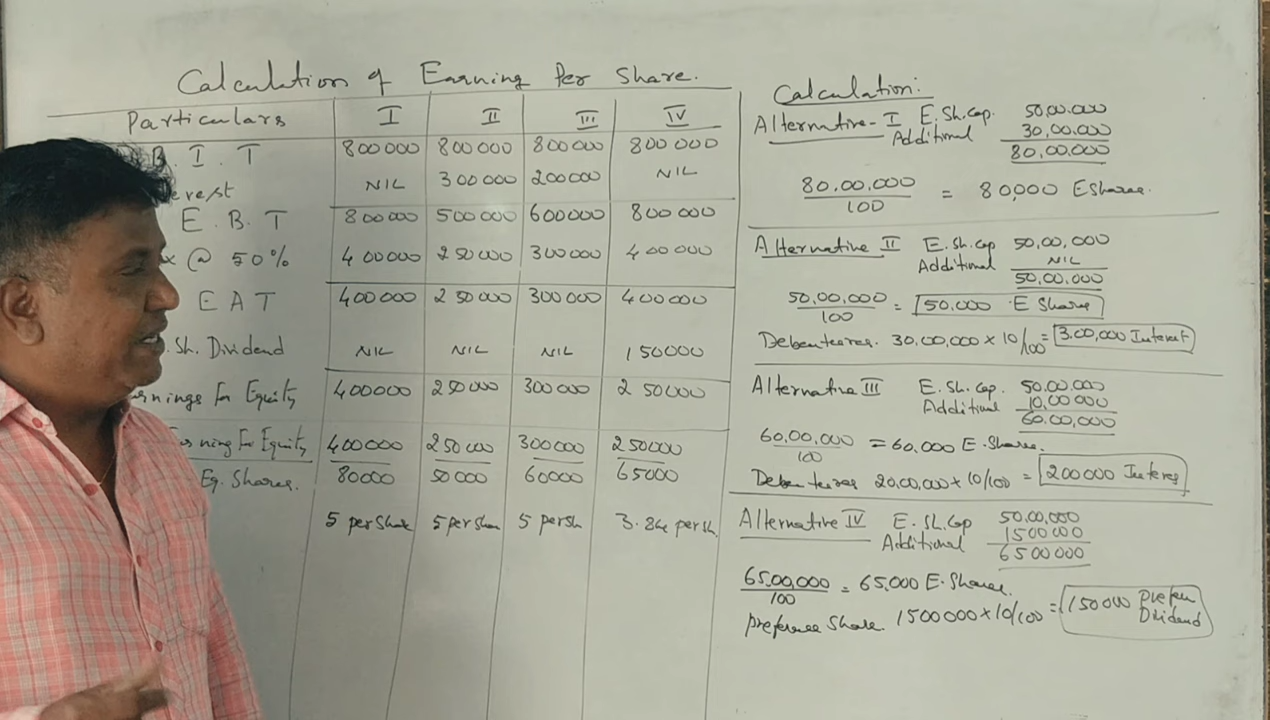 Calculation of Earning Per Share.
Particulars I II III IV
B. I. T 800000 800000 800000 800000
erest NIL 300000 200000 NIL
E. B. T 800000 500000 600000 800000
x @ 50% 400000 250000 300000 400000
E A T 400000 250000 300000 400000
. Sh. Dividend NIL NIL NIL 150000
rnings For Equity 400000 250000 300000 250000
ning For Equity 400000 250000 300000 250000
Eq. Shares. 80000 50000 60000 65000
5 per Share 5 per Shar 5 per Sh 3.84 per Sh.
Calculation:
Alternative-I E. Sh. Cap. 50,00,000
Additional 30,00,000
80,00,000
80,00,000 / 100 = 80,000 E Shares.
Alternative II E. Sh. Cap 50,00,000
Additional NIL
50,00,000
50,00,000 / 100 = 50,000 E Shares
Debentures. 30,00,000 × 10/100 = 3,00,000 Interest
Alternative III E. Sh. Cap. 50,00,000
Additional 10,00,000
60,00,000
60,00,000 / 100 = 60,000 E. Shares.
Debentures 20,00,000 × 10/100 = 200000 Interes
Alternative IV E. Sh. Cap 50,00,000
Additional 1500000
6500000
65,00,000 / 100 = 65,000 E. Shares.
Preference Share. 1500000 × 10/100 = 150000 Prefen
Dividend